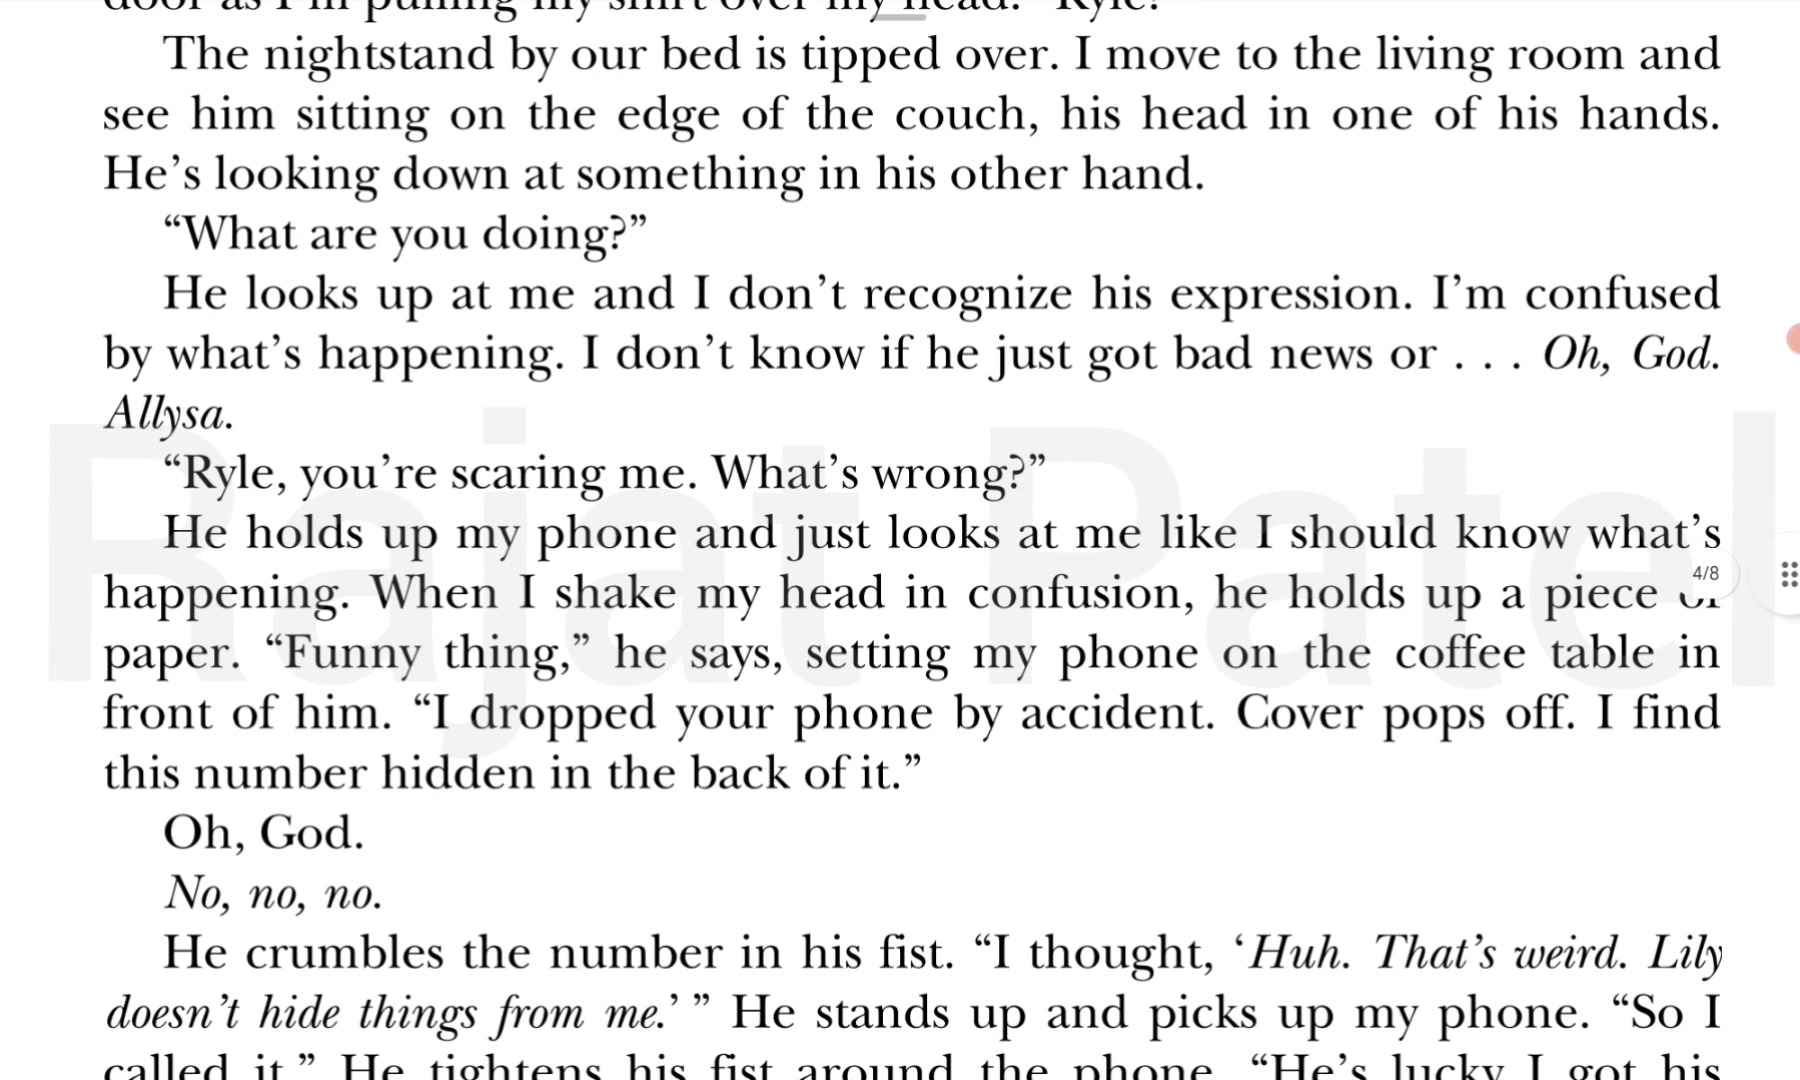 door as I'm pulling my shirt over my head. "Ryle?"
The nightstand by our bed is tipped over. I move to the living room and
see him sitting on the edge of the couch, his head in one of his hands.
He's looking down at something in his other hand.
“What are you doing?”
He looks up at me and I don’t recognize his expression. I’m confused
by what’s happening. I don’t know if he just got bad news or . . . Oh, God.
Allysa.
“Ryle, you’re scaring me. What’s wrong?”
He holds up my phone and just looks at me like I should know what’s
happening. When I shake my head in confusion, he holds up a piece
4/8
paper. “Funny thing,” he says, setting my phone on the coffee table in
front of him. “I dropped your phone by accident. Cover pops off. I find
this number hidden in the back of it.”
Oh, God.
No, no, no.
He crumbles the number in his fist. “I thought, ‘Huh. That’s weird. Lily
doesn’t hide things from me.’ ” He stands up and picks up my phone. “So I
called it.” He tightens his fist around the phone. “He’s lucky I got his
Rajat Patel